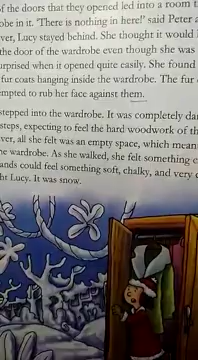 of the doors that they opened led into a room
obe in it. 'There is nothing in here!' said Peter a
ver, Lucy stayed behind. She thought it would
the door of the wardrobe even though she was
urprised when it opened quite easily. She found
fur coats hanging inside the wardrobe. The fur
empted to rub her face against them.
stepped into the wardrobe. It was completely da
steps, expecting to feel the hard woodwork of th
ver, all she felt was an empty space, which mean
he wardrobe. As she walked, she felt something c
ands could feel something soft, chalky, and very c
ht Lucy. It was snow.